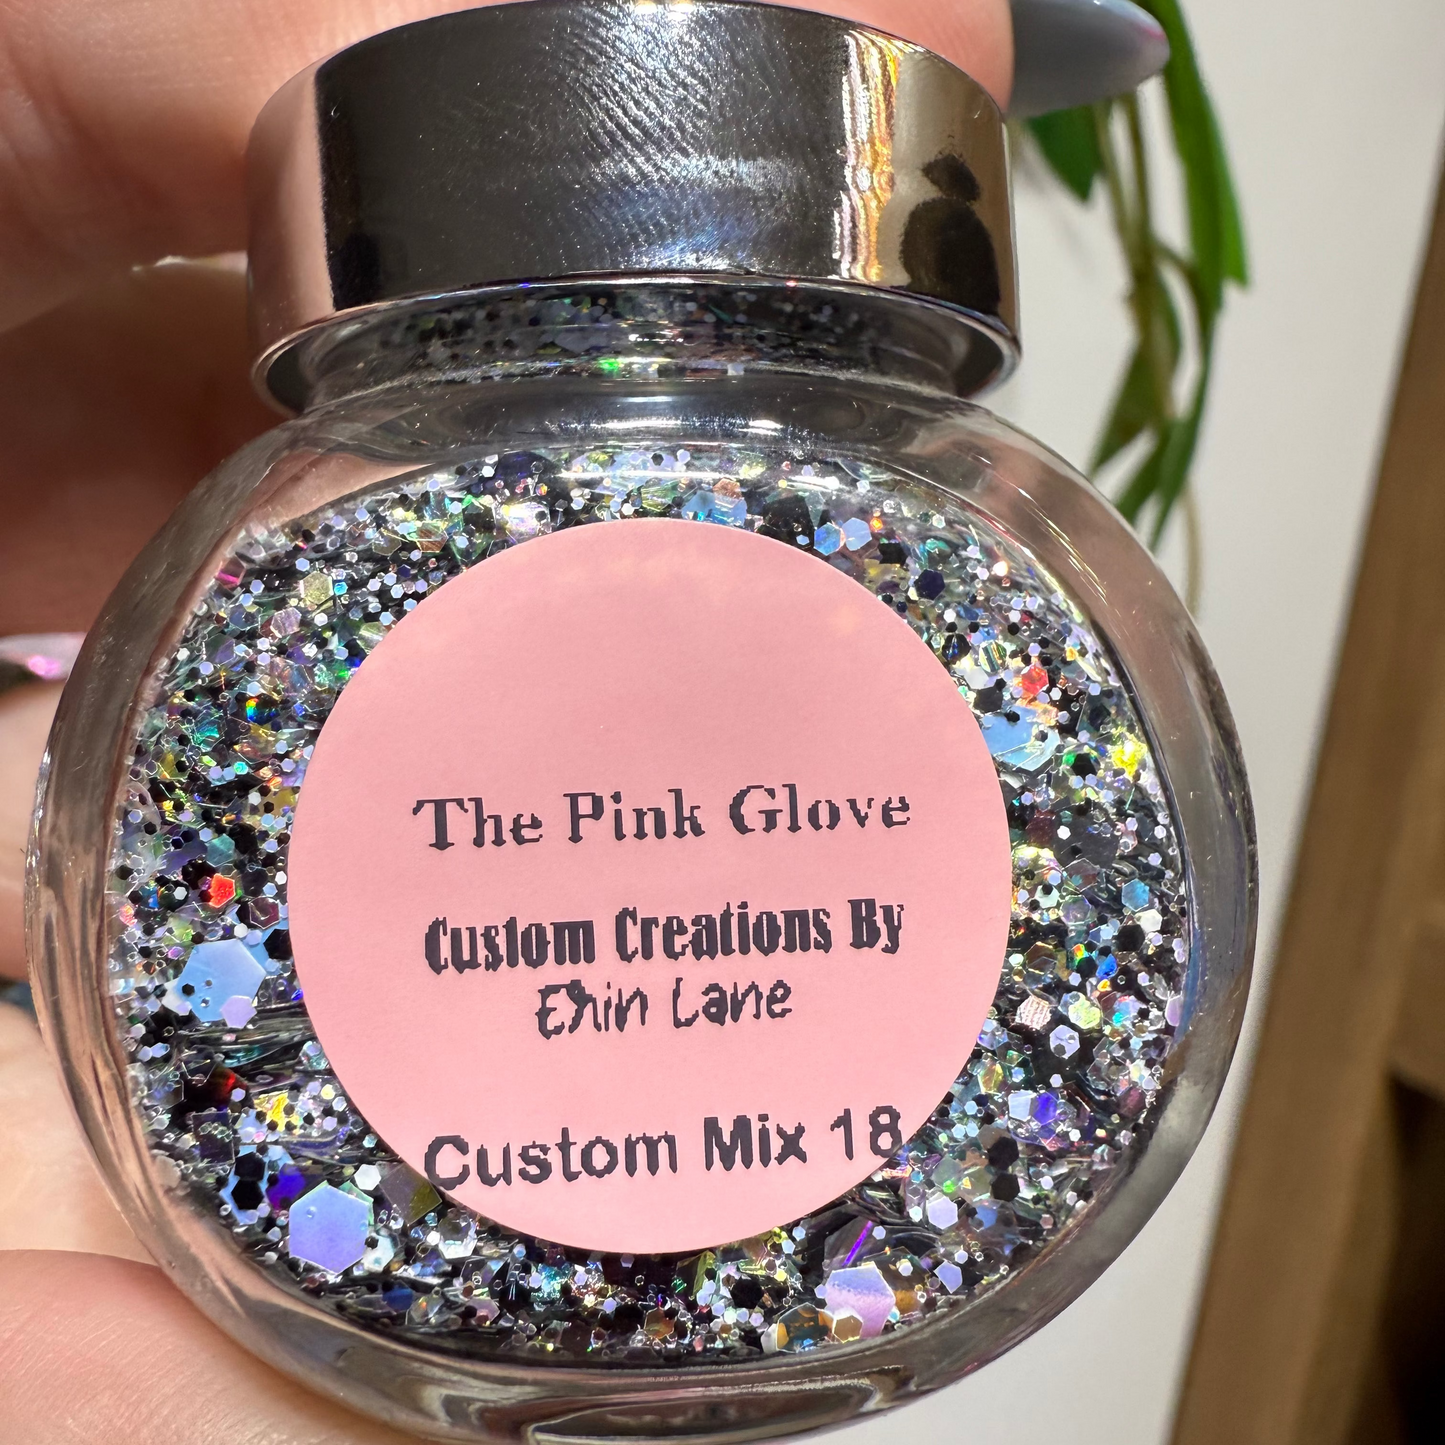 The Pink Glove
Custom Creations By
Erin Lane
Custom Mix 18